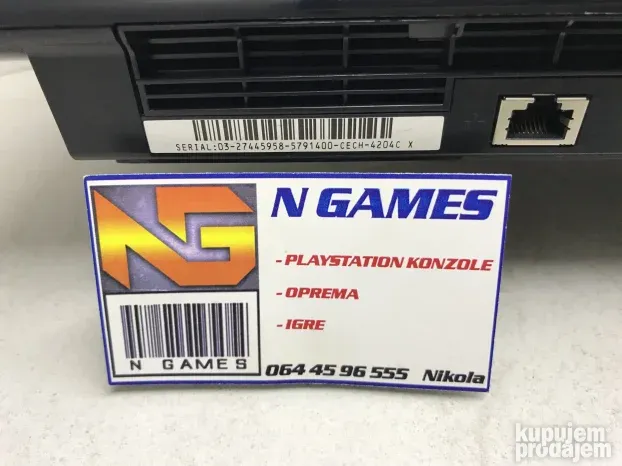 SERIAL:03-27445958-5791400-CECH-4204C X
NG
N GAMES
- PLAYSTATION KONZOLE
- OPREMA
- IGRE
N GAMES
064 45 96 555 Nikola
kupujem
prodajem